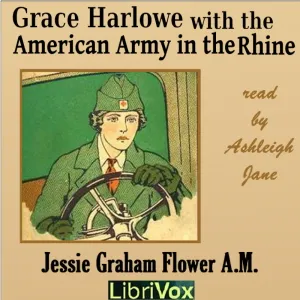 Grace Harlowe with the
American Army in the Rhine
read
by
Ashleigh
Jane
Jessie Graham Flower A.M.
LibriVox